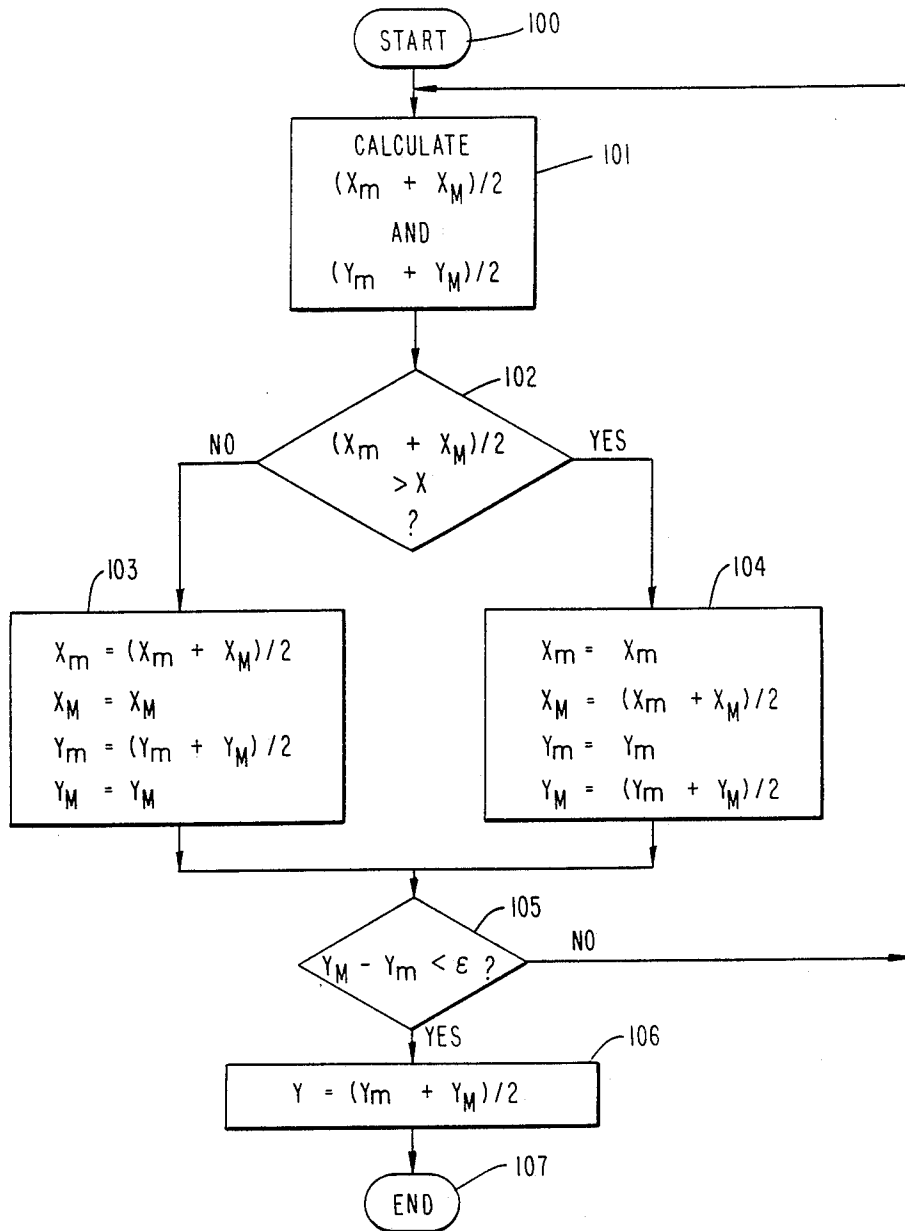 START
100
CALCULATE
(Xm + XM)/2
AND
(Ym + YM)/2
101
102
(Xm + XM)/2
> X
?
NO
YES
103
Xm = (Xm + XM)/2
XM = XM
Ym = (Ym + YM)/2
YM = YM
104
Xm = Xm
XM = (Xm + XM)/2
Ym = Ym
YM = (Ym + YM)/2
105
YM - Ym < ε ?
NO
YES
106
Y = (Ym + YM)/2
107
END